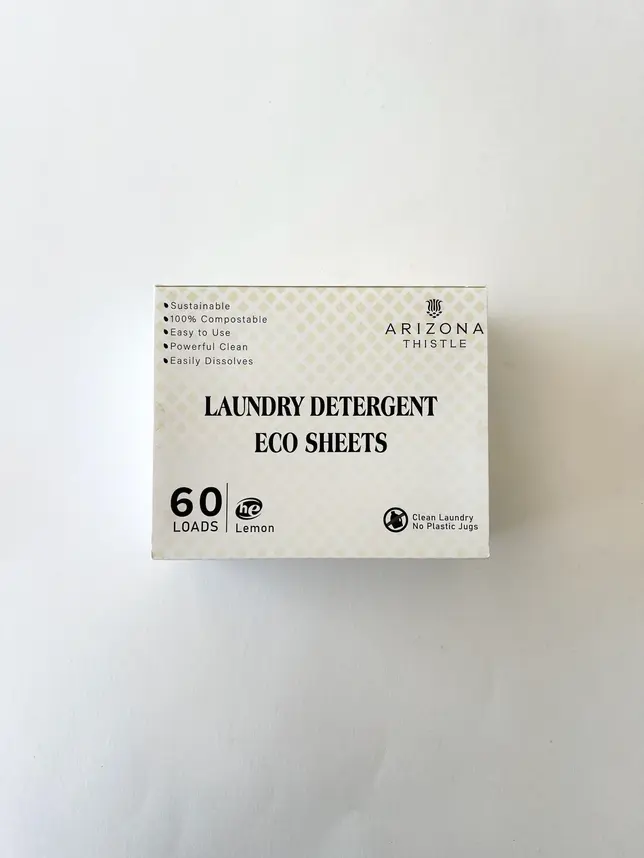 Sustainable
100% Compostable
Easy to Use
Powerful Clean
Easily Dissolves
ARIZONA
THISTLE
LAUNDRY DETERGENT
ECO SHEETS
60
LOADS
he
Lemon
Clean Laundry
No Plastic Jugs